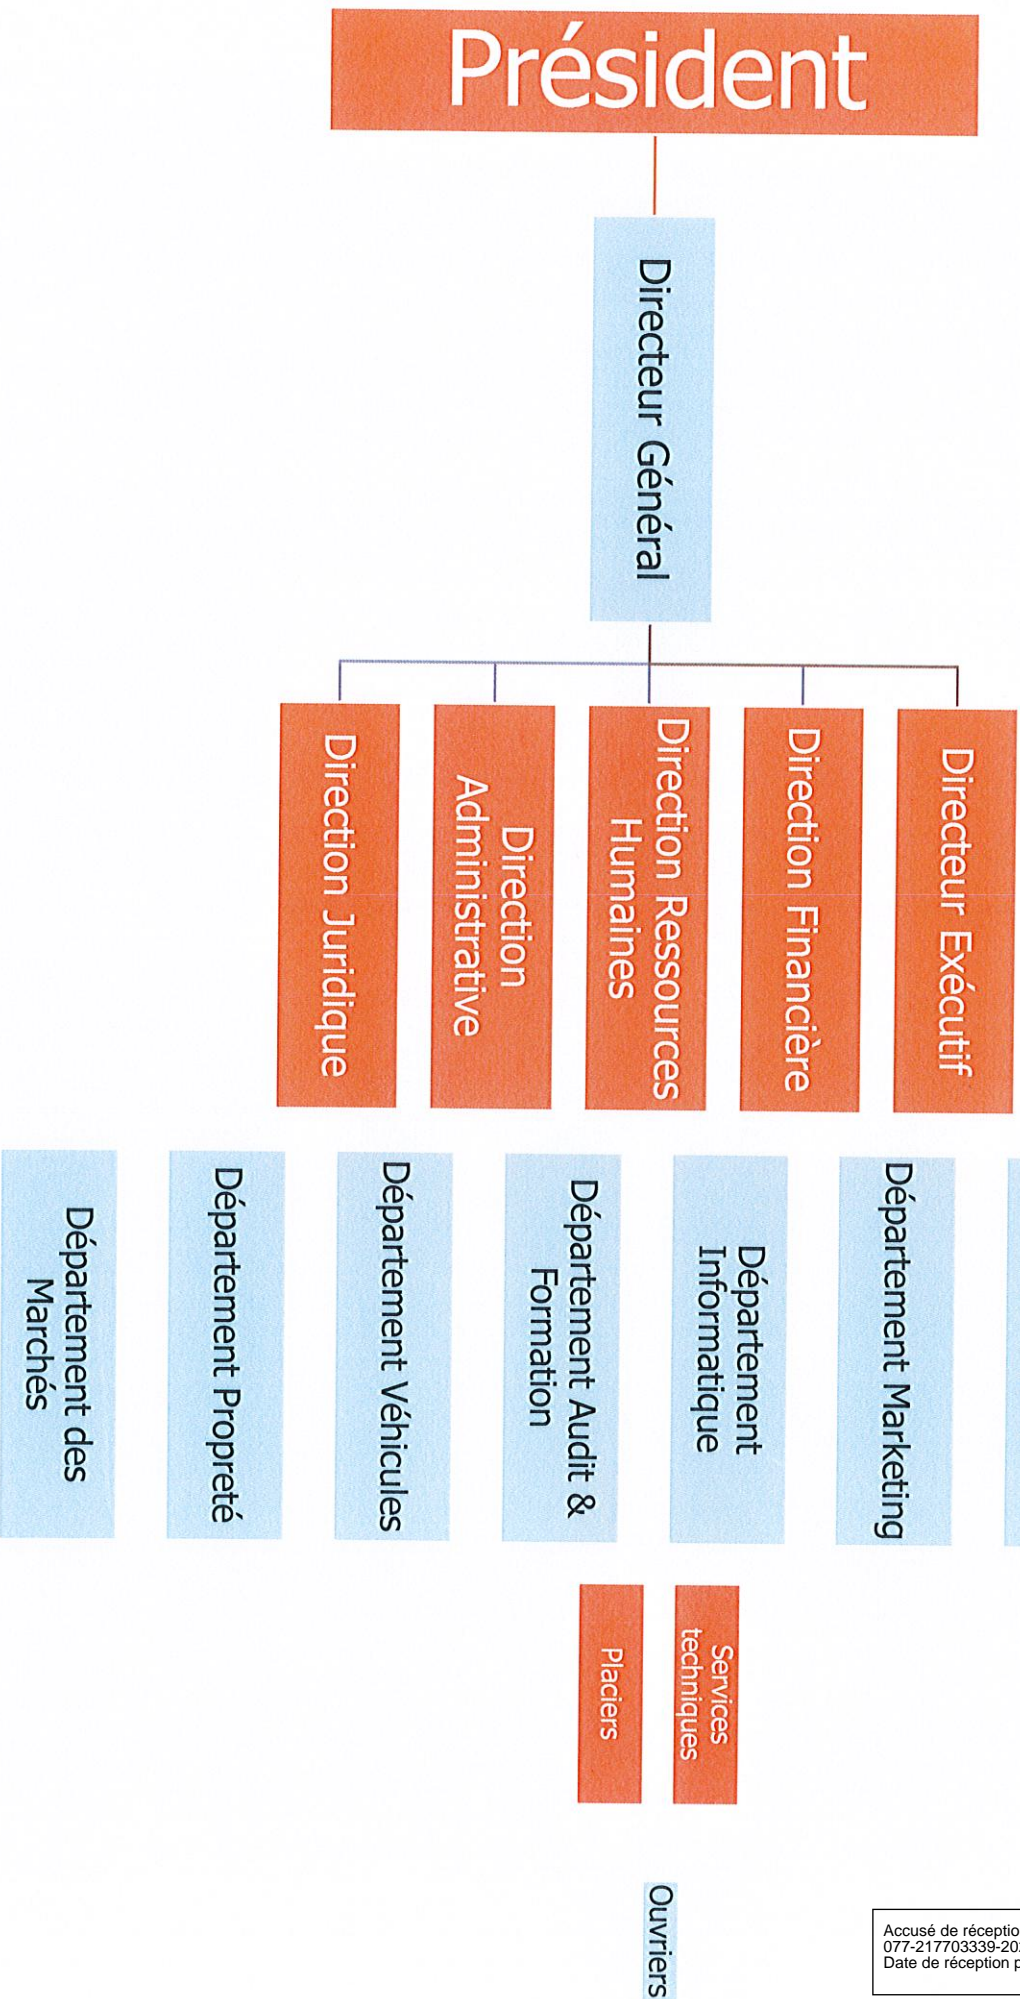 Président
Directeur Général
Directeur Exécutif
Direction Financière
Direction Ressources
Humaines
Direction
Administrative
Direction Juridique
Département Marketing
Département
Informatique
Département Audit &
Formation
Département Véhicules
Département Propreté
Département des
Marchés
Services
techniques
Placiers
Ouvriers
Accusé de réceptio
077-217703339-20
Date de réception p